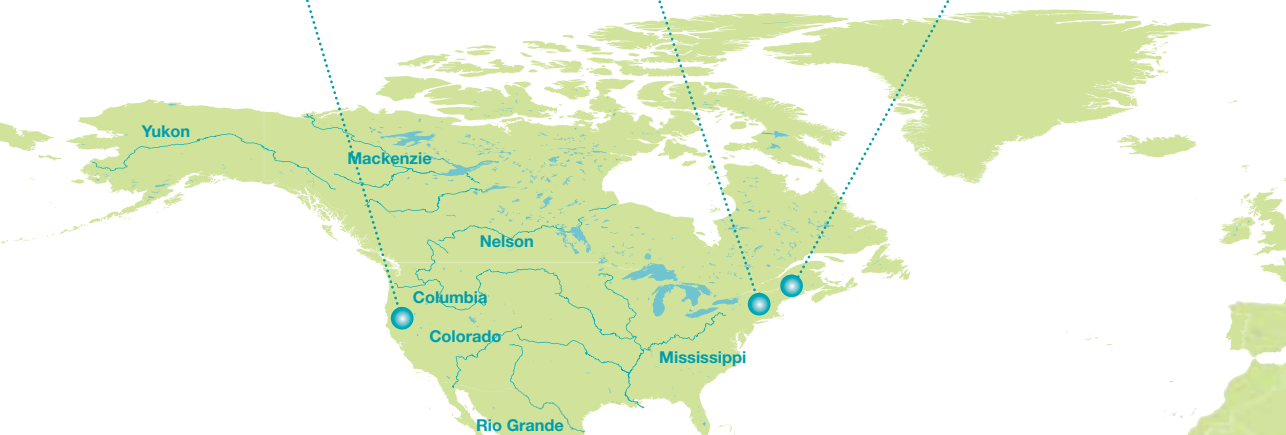 Yukon
Mackenzie
Nelson
Columbia
Colorado
Mississippi
Rio Grande